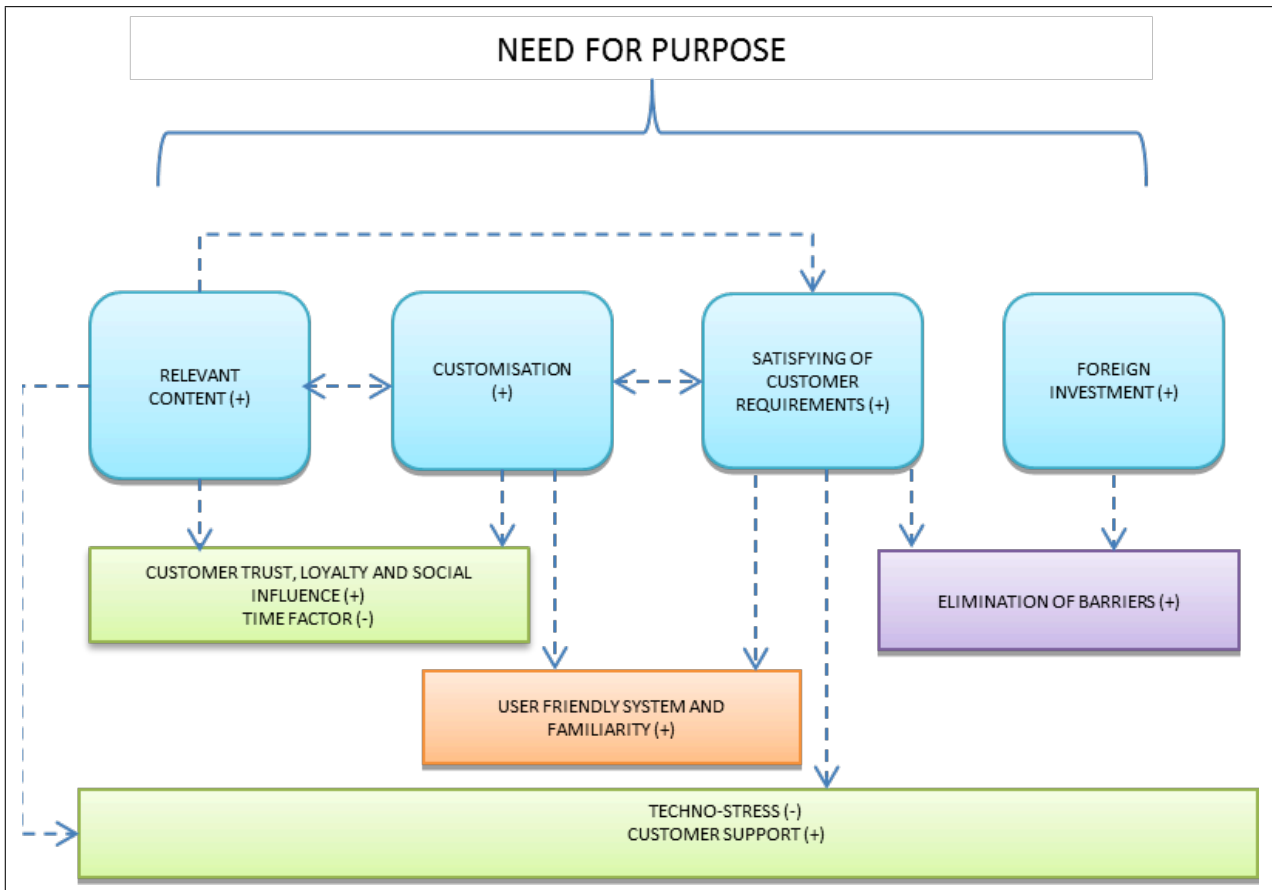 NEED FOR PURPOSE
RELEVANT
CONTENT (+)
CUSTOMISATION
(+)
SATISFYING OF
CUSTOMER
REQUIREMENTS (+)
FOREIGN
INVESTMENT (+)
CUSTOMER TRUST, LOYALTY AND SOCIAL
INFLUENCE (+)
TIME FACTOR (-)
ELIMINATION OF BARRIERS (+)
USER FRIENDLY SYSTEM AND
FAMILIARITY (+)
TECHNO-STRESS (-)
CUSTOMER SUPPORT (+)